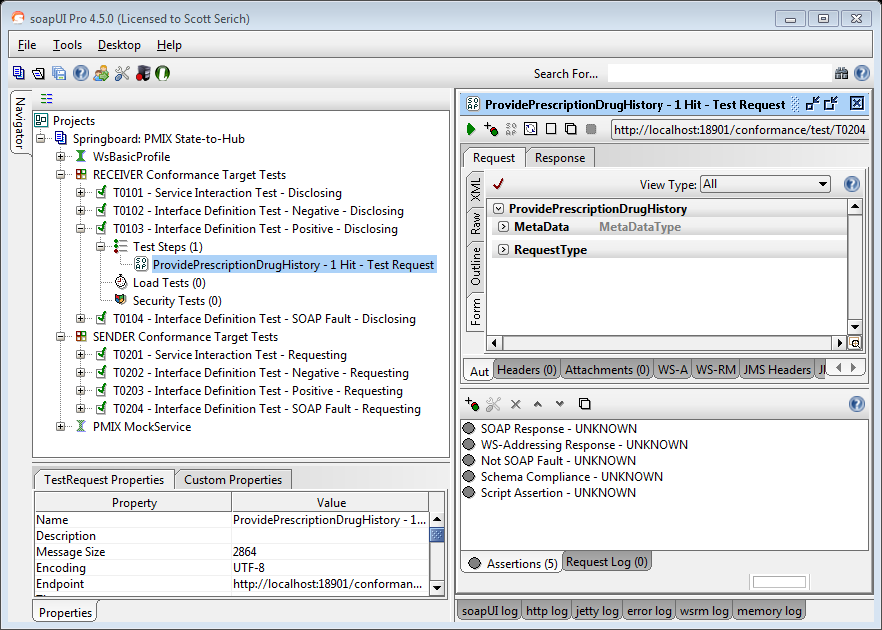 soapUI Pro 4.5.0 (Licensed to Scott Serich)
File Tools Desktop Help
Search For...
Navigator
Projects
Springboard: PMIX State-to-Hub
WsBasicProfile
RECEIVER Conformance Target Tests
T0101 - Service Interaction Test - Disclosing
T0102 - Interface Definition Test - Negative - Disclosing
T0103 - Interface Definition Test - Positive - Disclosing
Test Steps (1)
ProvidePrescriptionDrugHistory - 1 Hit - Test Request
Load Tests (0)
Security Tests (0)
T0104 - Interface Definition Test - SOAP Fault - Disclosing
SENDER Conformance Target Tests
T0201 - Service Interaction Test - Requesting
T0202 - Interface Definition Test - Negative - Requesting
T0203 - Interface Definition Test - Positive - Requesting
T0204 - Interface Definition Test - SOAP Fault - Requesting
PMIX MockService
TestRequest Properties Custom Properties
Property Value
Name ProvidePrescriptionDrugHistory - 1...
Description
Message Size 2864
Encoding UTF-8
Endpoint http://localhost:18901/conforman...
Properties
ProvidePrescriptionDrugHistory - 1 Hit - Test Request
http://localhost:18901/conformance/test/T0204
Request Response
XML
Raw
Outline
Form
View Type: All
ProvidePrescriptionDrugHistory
MetaData MetaDataType
RequestType
Aut Headers (0) Attachments (0) WS-A WS-RM JMS Headers
SOAP Response - UNKNOWN
WS-Addressing Response - UNKNOWN
Not SOAP Fault - UNKNOWN
Schema Compliance - UNKNOWN
Script Assertion - UNKNOWN
Assertions (5) Request Log (0)
soapUI log http log jetty log error log wsrm log memory log